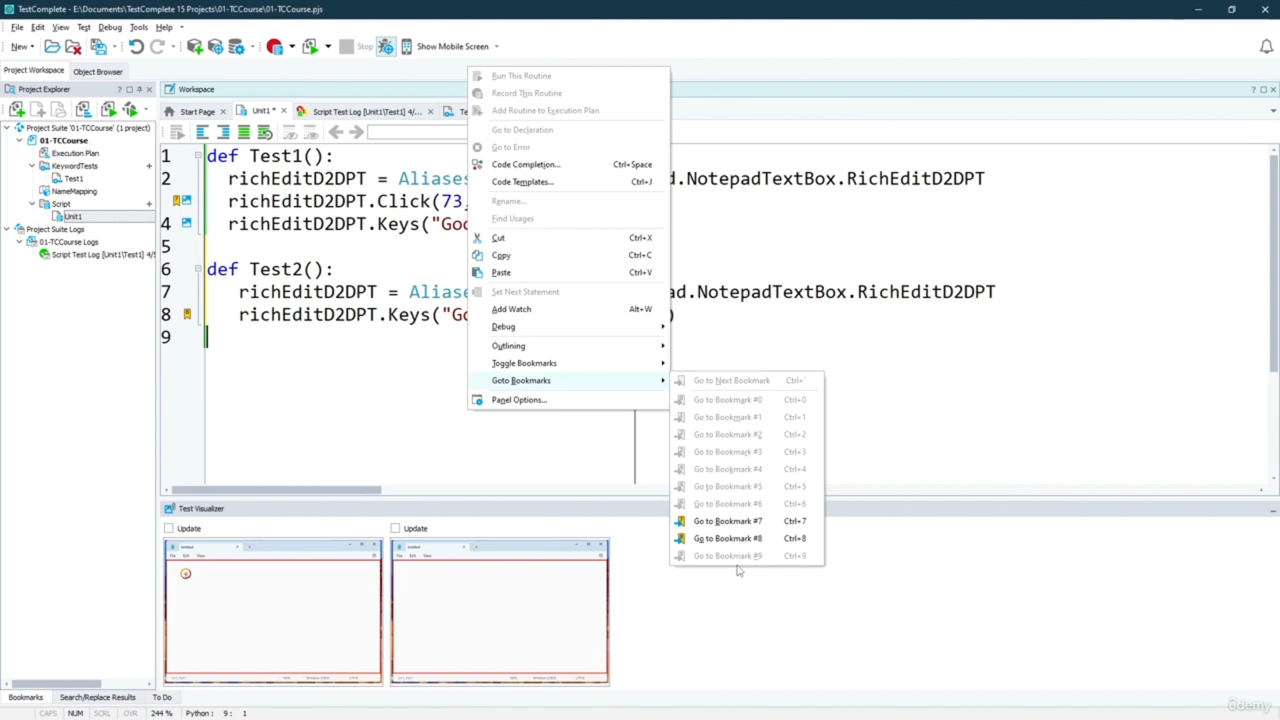 TestComplete - E:\Documents\TestComplete 15 Projects\01-TCCourse\01-TCCourse.pjs
File Edit View Test Debug Tools Help
New Stop Show Mobile Screen
Project Workspace Object Browser
Project Explorer
Workspace
Start Page Unit1 * Script Test Log [Unit1\Test1] 4/...
Project Suite '01-TCCourse' (1 project)
01-TCCourse
Execution Plan
KeywordTests
Test1
NameMapping
Script
Unit1
Project Suite Logs
01-TCCourse Logs
Script Test Log [Unit1\Test1] 4/5
1 def Test1():
2 richEditD2DPT = Aliases d.NotepadTextBox.RichEditD2DPT
richEditD2DPT.Click(73,
4 richEditD2DPT.Keys("Goo
5
6 def Test2():
7 richEditD2DPT = Aliase d.NotepadTextBox.RichEditD2DPT
8 richEditD2DPT.Keys("Go )
9
Run This Routine
Record This Routine
Add Routine to Execution Plan
Go to Declaration
Go to Error
Code Completion... Ctrl+Space
Code Templates... Ctrl+J
Rename...
Find Usages
Cut Ctrl+X
Copy Ctrl+C
Paste Ctrl+V
Set Next Statement
Add Watch Alt+W
Debug
Outlining
Toggle Bookmarks
Goto Bookmarks
Panel Options...
Go to Next Bookmark Ctrl+`
Go to Bookmark #0 Ctrl+0
Go to Bookmark #1 Ctrl+1
Go to Bookmark #2 Ctrl+2
Go to Bookmark #3 Ctrl+3
Go to Bookmark #4 Ctrl+4
Go to Bookmark #5 Ctrl+5
Go to Bookmark #6 Ctrl+6
Go to Bookmark #7 Ctrl+7
Go to Bookmark #8 Ctrl+8
Go to Bookmark #9 Ctrl+9
Test Visualizer
Update Update
File Edit View File Edit View
Bookmarks Search/Replace Results To Do
CAPS NUM SCRL OVR 244 % Python : 9 : 1
ûdemy